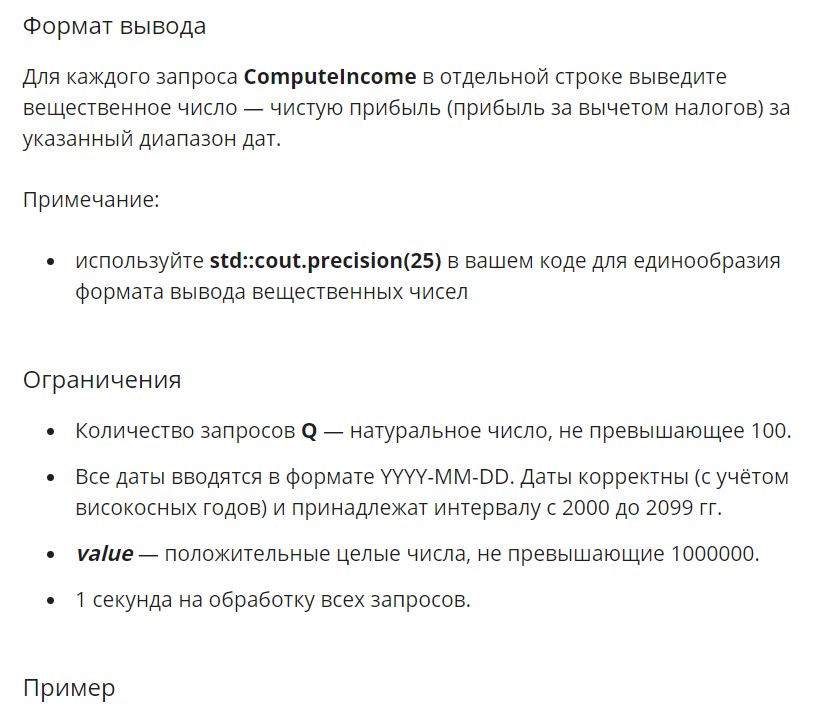 Формат вывода
Для каждого запроса ComputeIncome в отдельной строке выведите
вещественное число — чистую прибыль (прибыль за вычетом налогов) за
указанный диапазон дат.
Примечание:
• используйте std::cout.precision(25) в вашем коде для единообразия
формата вывода вещественных чисел
Ограничения
• Количество запросов Q — натуральное число, не превышающее 100.
• Все даты вводятся в формате YYYY-MM-DD. Даты корректны (с учётом
високосных годов) и принадлежат интервалу с 2000 до 2099 гг.
• value — положительные целые числа, не превышающие 1000000.
• 1 секунда на обработку всех запросов.
Пример